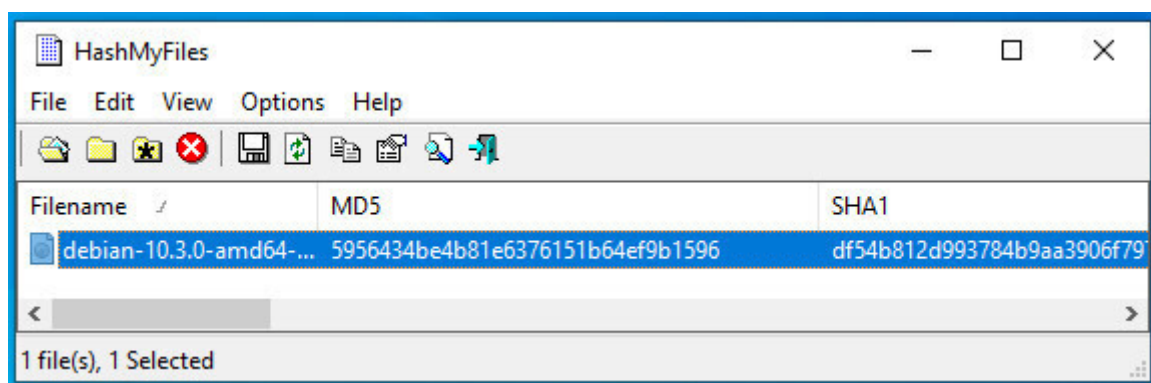 HashMyFiles
File Edit View Options Help
Filename MD5 SHA1
debian-10.3.0-amd64-... 5956434be4b81e6376151b64ef9b1596 df54b812d993784b9aa3906f79
1 file(s), 1 Selected